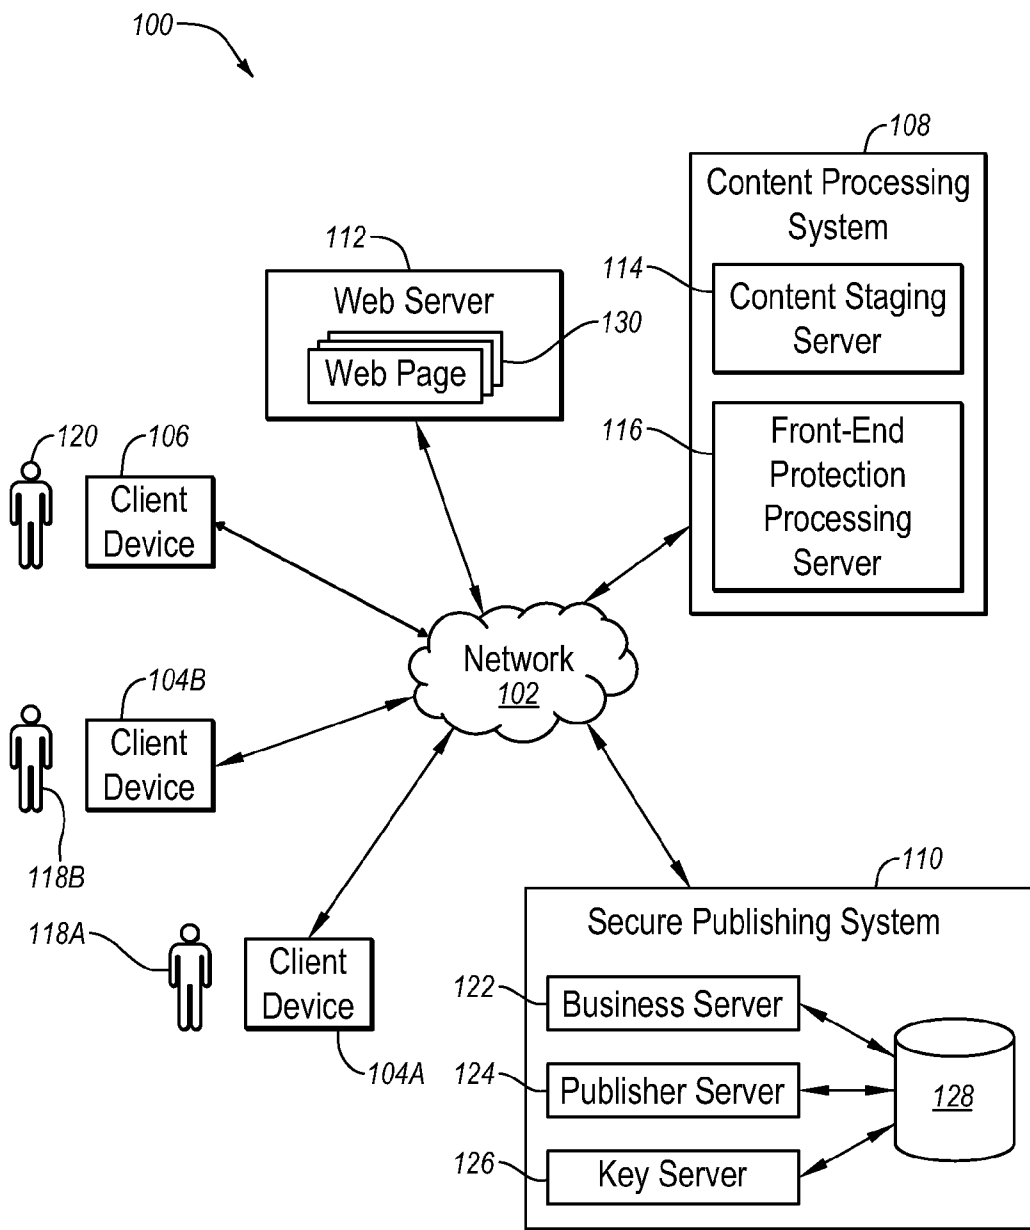 100
108
Content Processing
System
112
114
Web Server
130
Content Staging
Server
Web Page
120
106
116
Front-End
Protection
Processing
Server
Client
Device
Network
102
104B
Client
Device
118B
110
118A
Secure Publishing System
Client
Device
122
Business Server
104A
124
Publisher Server
128
126
Key Server